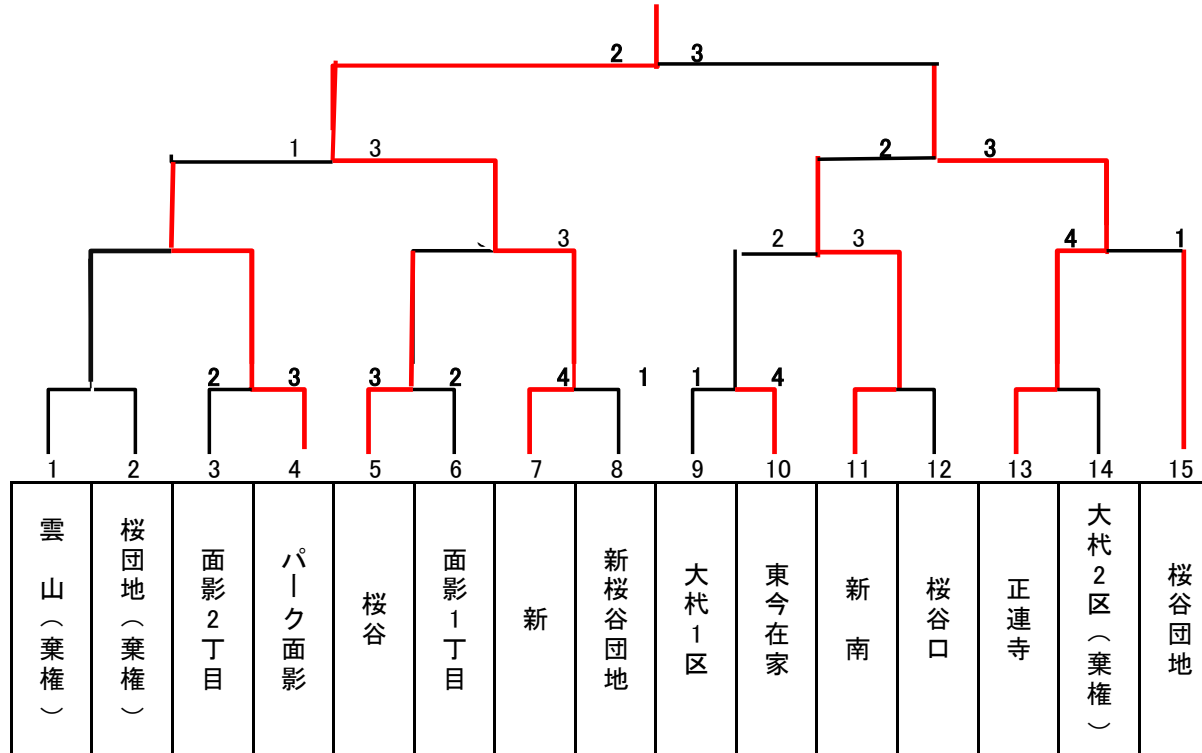 2 3
1 3 2 3
3 2 3 4 1
2 3 3 2 4 1 1 4
1 2 3 4 5 6 7 8 9 10 11 12 13 14 15
雲 山(棄権)
桜団地(棄権)
面影2丁目
パーク面影
桜谷
面影1丁目
新
新桜谷団地
大杙1区
東今在家
新 南
桜谷口
正連寺
大杙2区(棄権)
桜谷団地